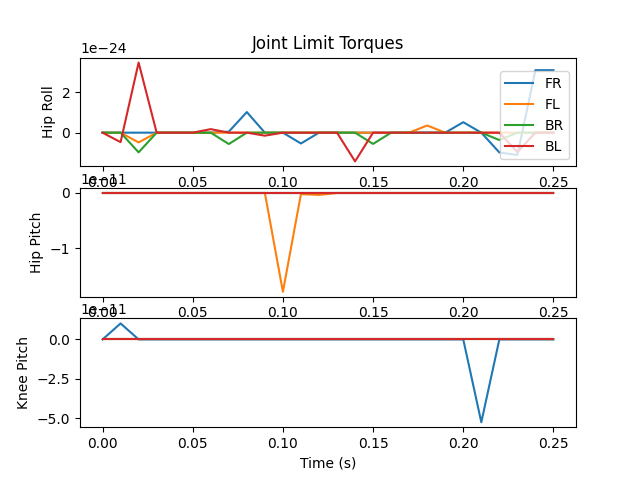 Joint Limit Torques
1e−24
Hip Roll
2
0
FR
FL
BR
BL
0.00 0.05 0.10 0.15 0.20 0.25
1e−11
Hip Pitch
0
−1
0.00 0.05 0.10 0.15 0.20 0.25
1e−11
Knee Pitch
0.0
−2.5
−5.0
0.00 0.05 0.10 0.15 0.20 0.25
Time (s)